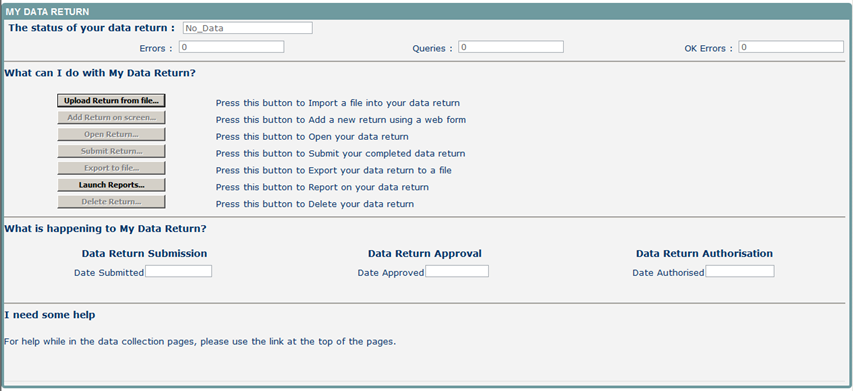 MY DATA RETURN
The status of your data return : No_Data
Errors : 0 Queries : 0 OK Errors : 0
What can I do with My Data Return?
Upload Return from file... Press this button to Import a file into your data return
Add Return on screen... Press this button to Add a new return using a web form
Open Return... Press this button to Open your data return
Submit Return... Press this button to Submit your completed data return
Export to file... Press this button to Export your data return to a file
Launch Reports... Press this button to Report on your data return
Delete Return... Press this button to Delete your data return
What is happening to My Data Return?
Data Return Submission Data Return Approval Data Return Authorisation
Date Submitted Date Approved Date Authorised
I need some help
For help while in the data collection pages, please use the link at the top of the pages.